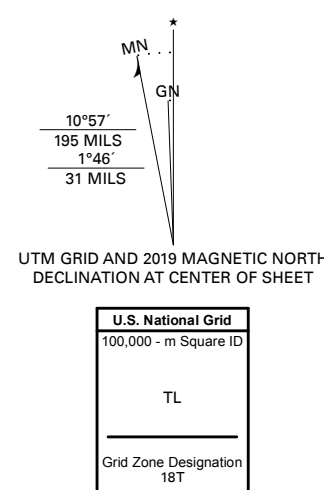 ★
MN
GN
10°57´
195 MILS
1°46´
31 MILS
UTM GRID AND 2019 MAGNETIC NORTH
DECLINATION AT CENTER OF SHEET
U.S. National Grid
100,000 - m Square ID
TL
Grid Zone Designation
18T